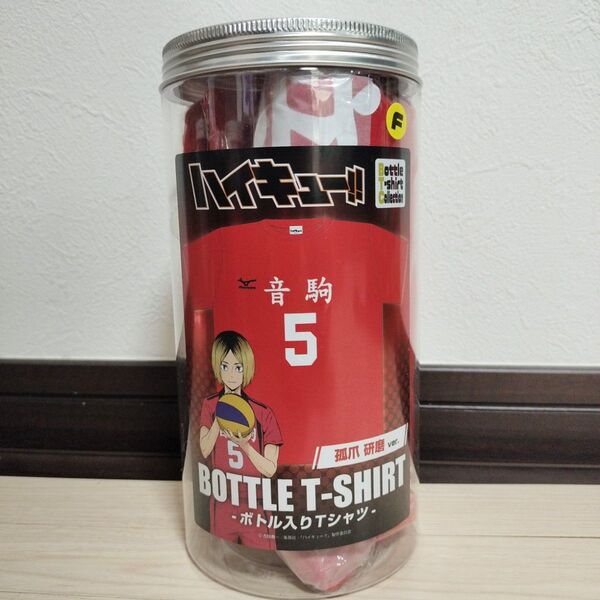 F
ハイキュー!!
Bottle
T-shirt
Collection
音駒
5
5
孤爪 研磨 ver.
BOTTLE T-SHIRT
- ボトル入りTシャツ -